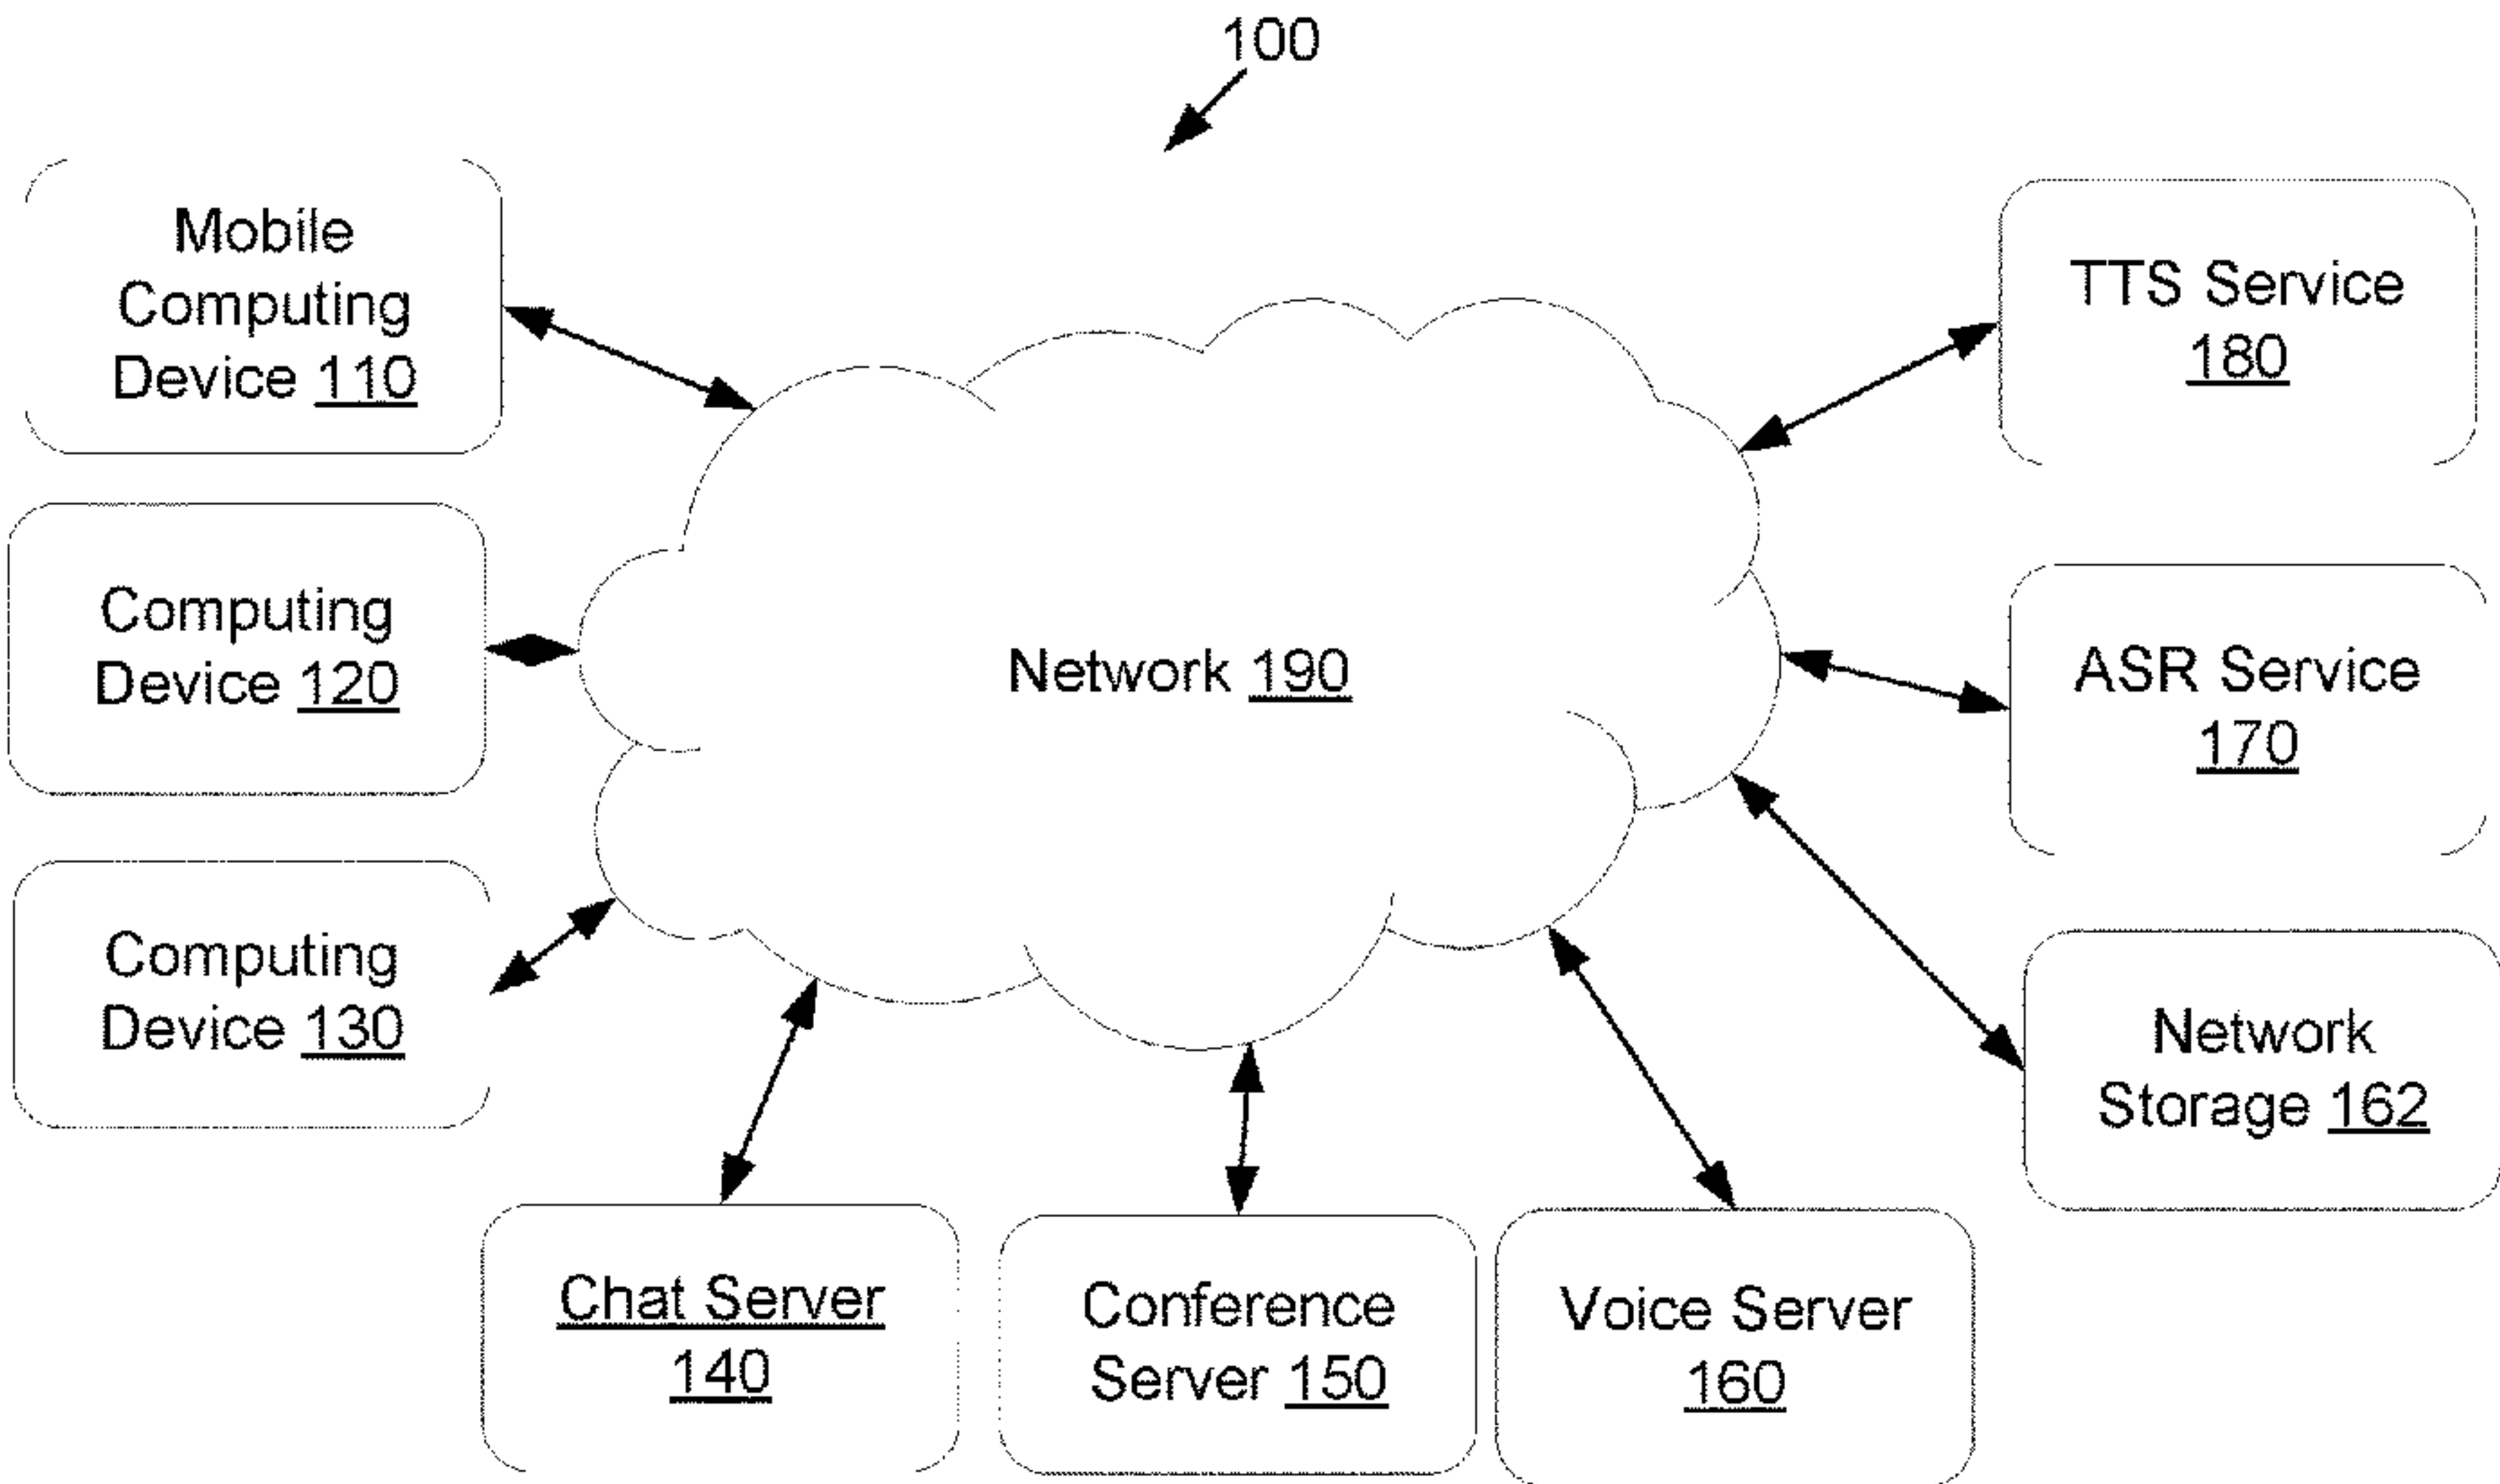 100
Mobile
Computing
Device 110
TTS Service
180
Computing
Device 120
Network 190
ASR Service
170
Computing
Device 130
Network
Storage 162
Chat Server
140
Conference
Server 150
Voice Server
160